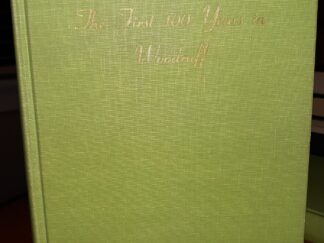 The First 100 Years in
Woodruff